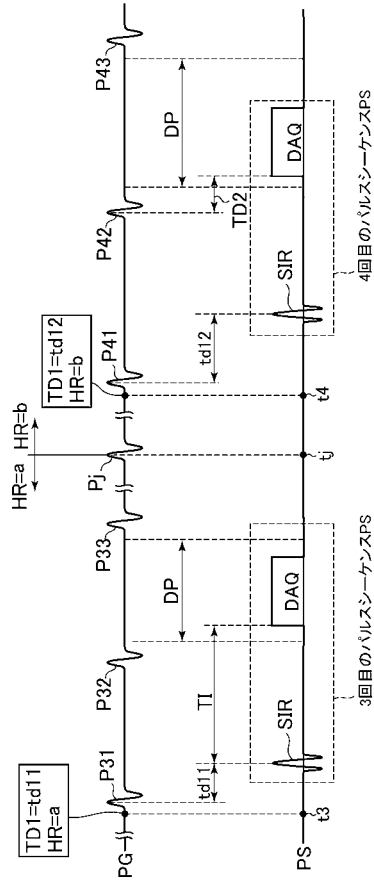 HR=a HR=b
TD1=td11
HR=a
TD1=td12
HR=b
PG
P31
P32
P33
Pj
P41
P42
P43
DP
DP
td11
TI
td12
TD2
SIR
DAQ
SIR
DAQ
PS
t3
tj
t4
3回目のパルスシーケンスPS
4回目のパルスシーケンスPS